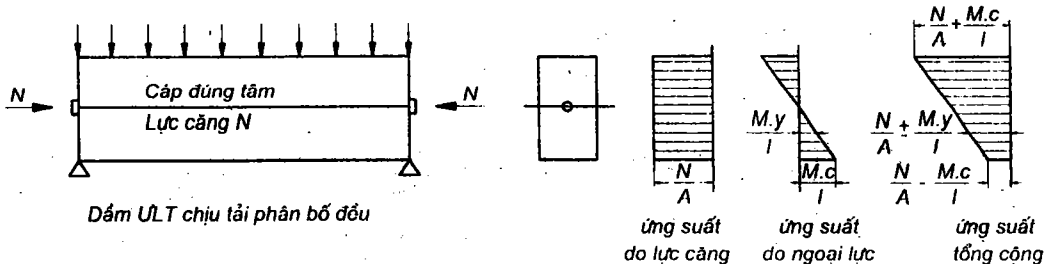 N/A + M.c/I
N
Cáp đúng tâm
Lực căng N
N
M.y/I
N/A ± M.y/I
N/A
M.c/I
N/A - M.c/I
Dầm ƯLT chịu tải phân bố đều
ứng suất
do lực căng
ứng suất
do ngoại lực
ứng suất
tổng cộng